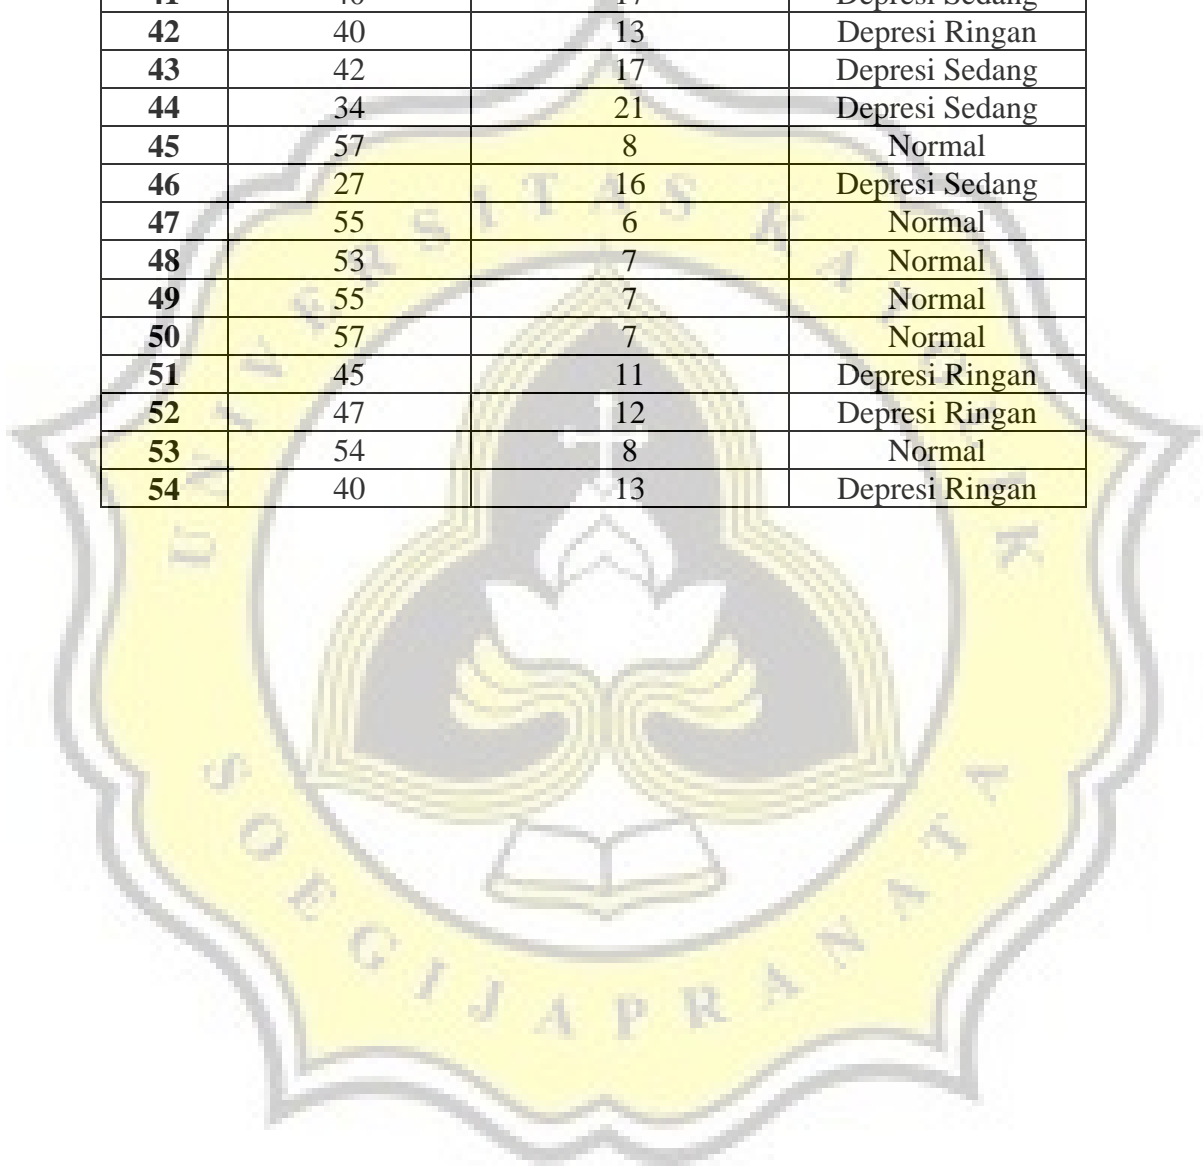 42 40 13 Depresi Ringan
43 42 17 Depresi Sedang
44 34 21 Depresi Sedang
45 57 8 Normal
46 27 16 Depresi Sedang
47 55 6 Normal
48 53 7 Normal
49 55 7 Normal
50 57 7 Normal
51 45 11 Depresi Ringan
52 47 12 Depresi Ringan
53 54 8 Normal
54 40 13 Depresi Ringan
UNIVERSITAS KATOLIK
SOEGIJAPRANATA